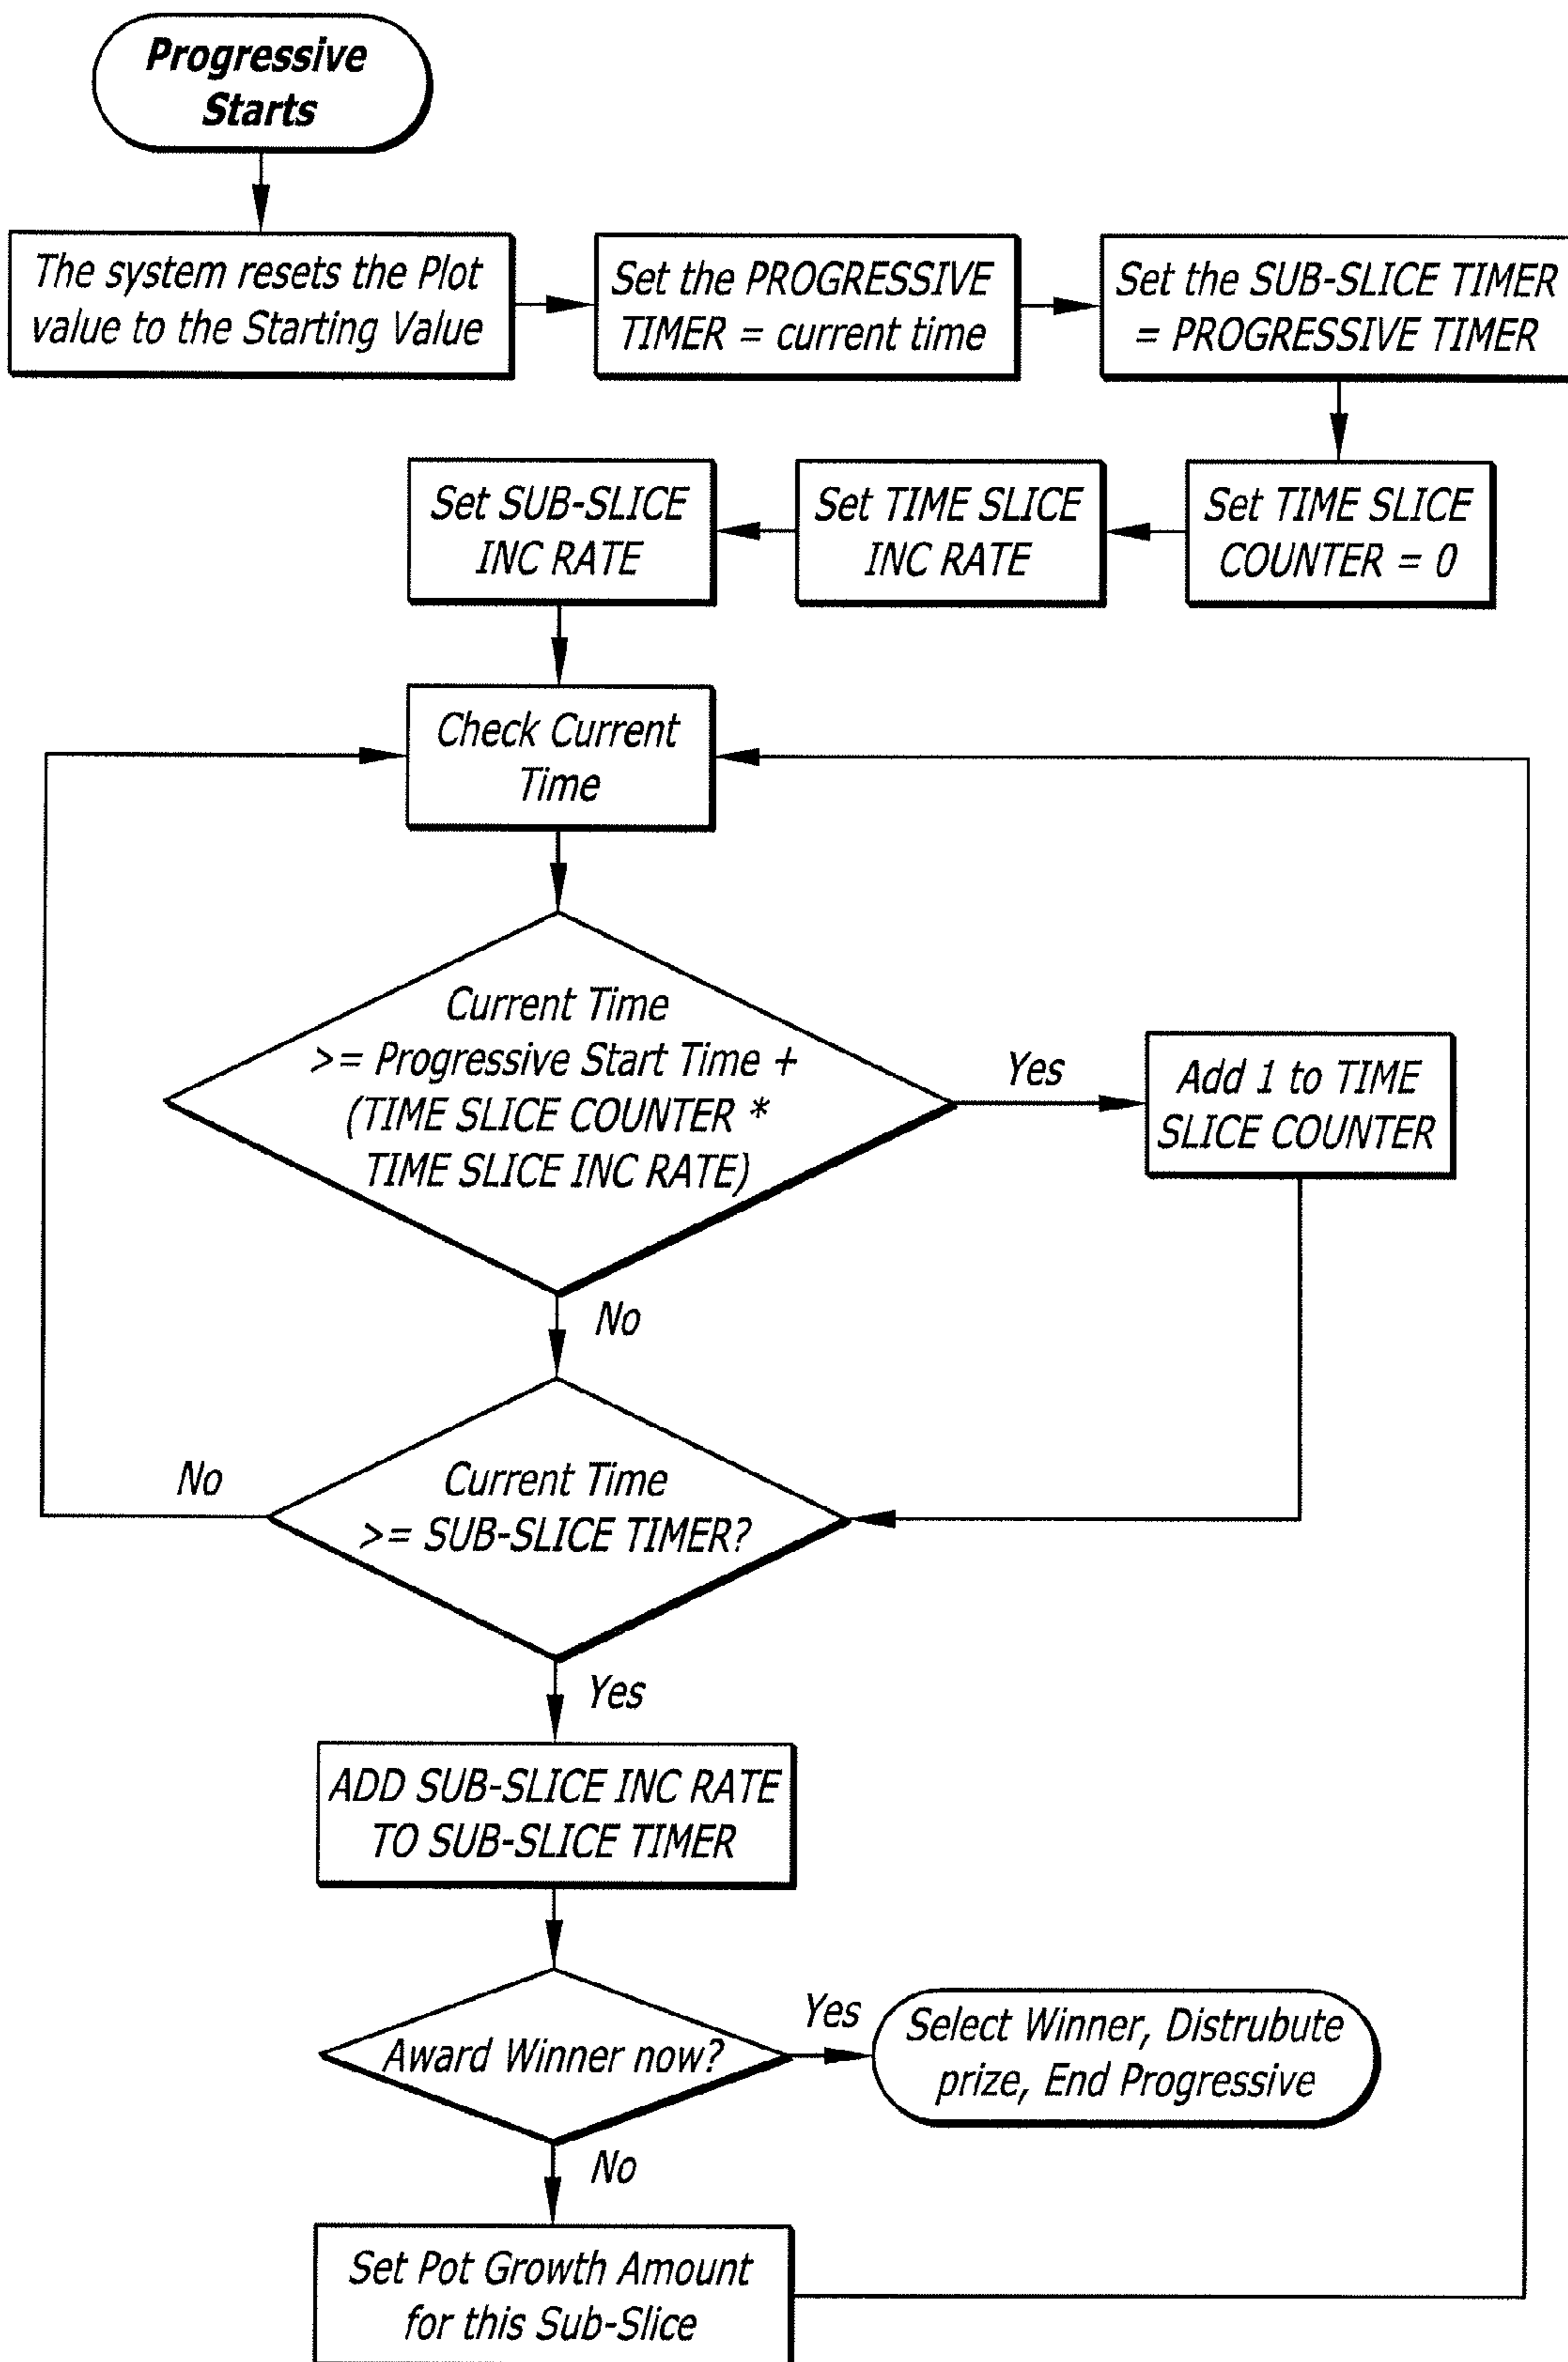 Progressive
Starts
The system resets the Plot
value to the Starting Value
Set the PROGRESSIVE
TIMER = current time
Set the SUB-SLICE TIMER
= PROGRESSIVE TIMER
Set SUB-SLICE
INC RATE
Set TIME SLICE
INC RATE
Set TIME SLICE
COUNTER = 0
Check Current
Time
Current Time
>= Progressive Start Time +
(TIME SLICE COUNTER *
TIME SLICE INC RATE)
Yes
Add 1 to TIME
SLICE COUNTER
No
Current Time
>= SUB-SLICE TIMER?
No
Yes
ADD SUB-SLICE INC RATE
TO SUB-SLICE TIMER
Award Winner now?
Yes
Select Winner, Distrubute
prize, End Progressive
No
Set Pot Growth Amount
for this Sub-Slice